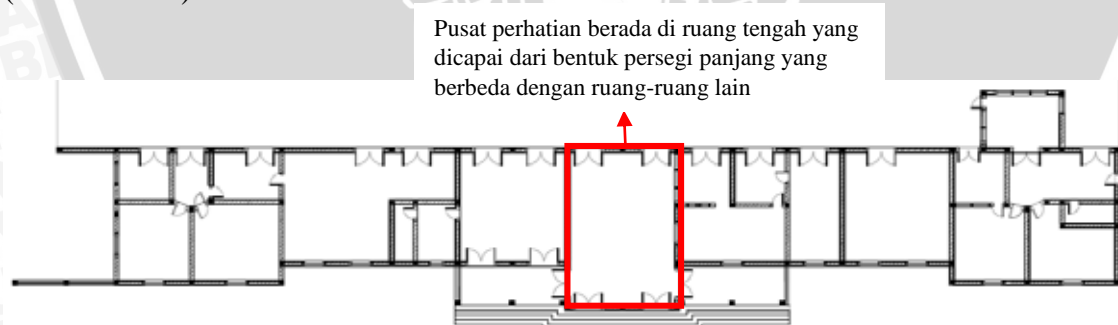 Pusat perhatian berada di ruang tengah yang
dicapai dari bentuk persegi panjang yang
berbeda dengan ruang-ruang lain